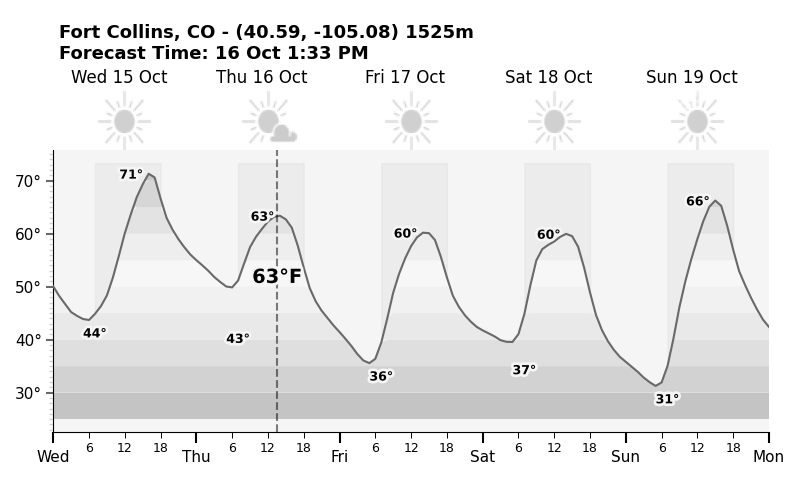 Fort Collins, CO - (40.59, -105.08) 1525m
Forecast Time: 16 Oct 1:33 PM
Wed 15 Oct Thu 16 Oct Fri 17 Oct Sat 18 Oct Sun 19 Oct
70°
60°
50°
40°
30°
71°
63°
60°
60°
66°
63°F
44°
43°
36°
37°
31°
6 12 18 6 12 18 6 12 18 6 12 18 6 12 18
Wed Thu Fri Sat Sun Mon